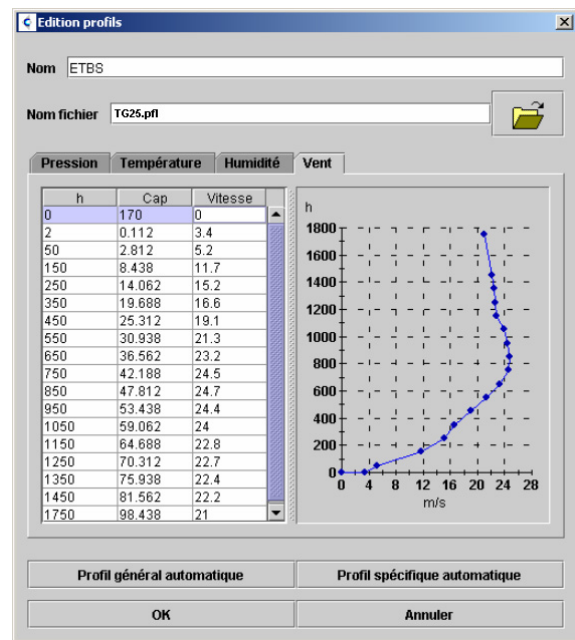 Edition profils
Nom ETBS
Nom fichier TG25.pfl
Pression Température Humidité Vent
h Cap Vitesse
0 170 0
2 0.112 3.4
50 2.812 5.2
150 8.438 11.7
250 14.062 15.2
350 19.688 16.6
450 25.312 19.1
550 30.938 21.3
650 36.562 23.2
750 42.188 24.5
850 47.812 24.7
950 53.438 24.4
1050 59.062 24
1150 64.688 22.8
1250 70.312 22.7
1350 75.938 22.4
1450 81.562 22.2
1750 98.438 21
h
1800
1600
1400
1200
1000
800
600
400
200
0
0 4 8 12 16 20 24 28
m/s
Profil général automatique Profil spécifique automatique
OK Annuler